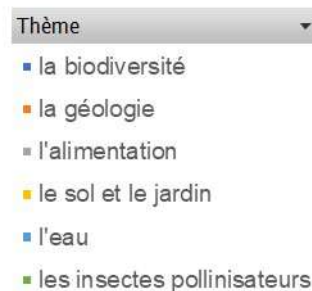 Thème
la biodiversité
la géologie
l'alimentation
le sol et le jardin
l'eau
les insectes pollinisateurs